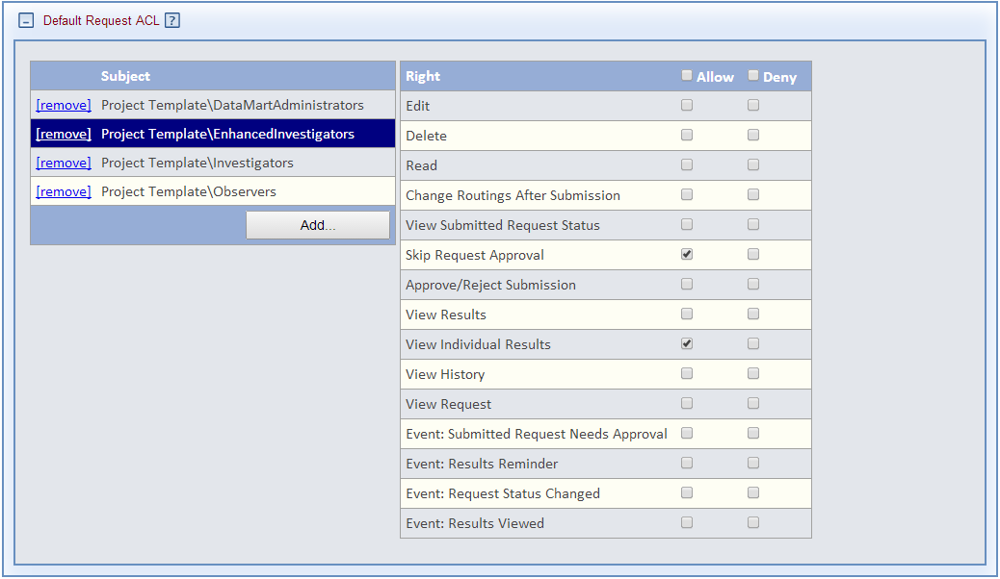 Default Request ACL ?
Subject
[remove] Project Template\DataMartAdministrators
[remove] Project Template\EnhancedInvestigators
[remove] Project Template\Investigators
[remove] Project Template\Observers
Add...
Right Allow Deny
Edit
Delete
Read
Change Routings After Submission
View Submitted Request Status
Skip Request Approval
Approve/Reject Submission
View Results
View Individual Results
View History
View Request
Event: Submitted Request Needs Approval
Event: Results Reminder
Event: Request Status Changed
Event: Results Viewed